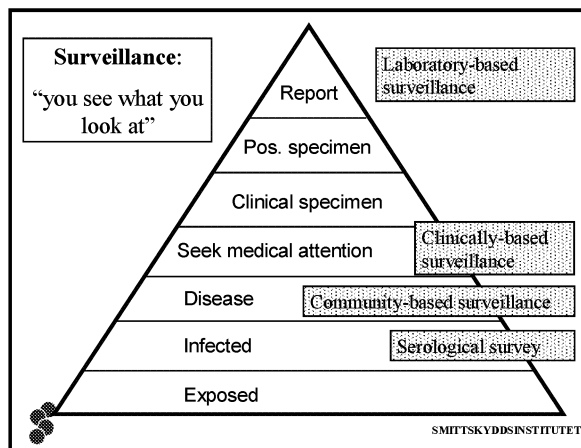 Surveillance:
“you see what you
look at”
Laboratory-based
surveillance
Report
Pos. specimen
Clinical specimen
Seek medical attention
Clinically-based
surveillance
Disease
Community-based surveillance
Infected
Serological survey
Exposed
SMITTSKYDDSINSTITUTET